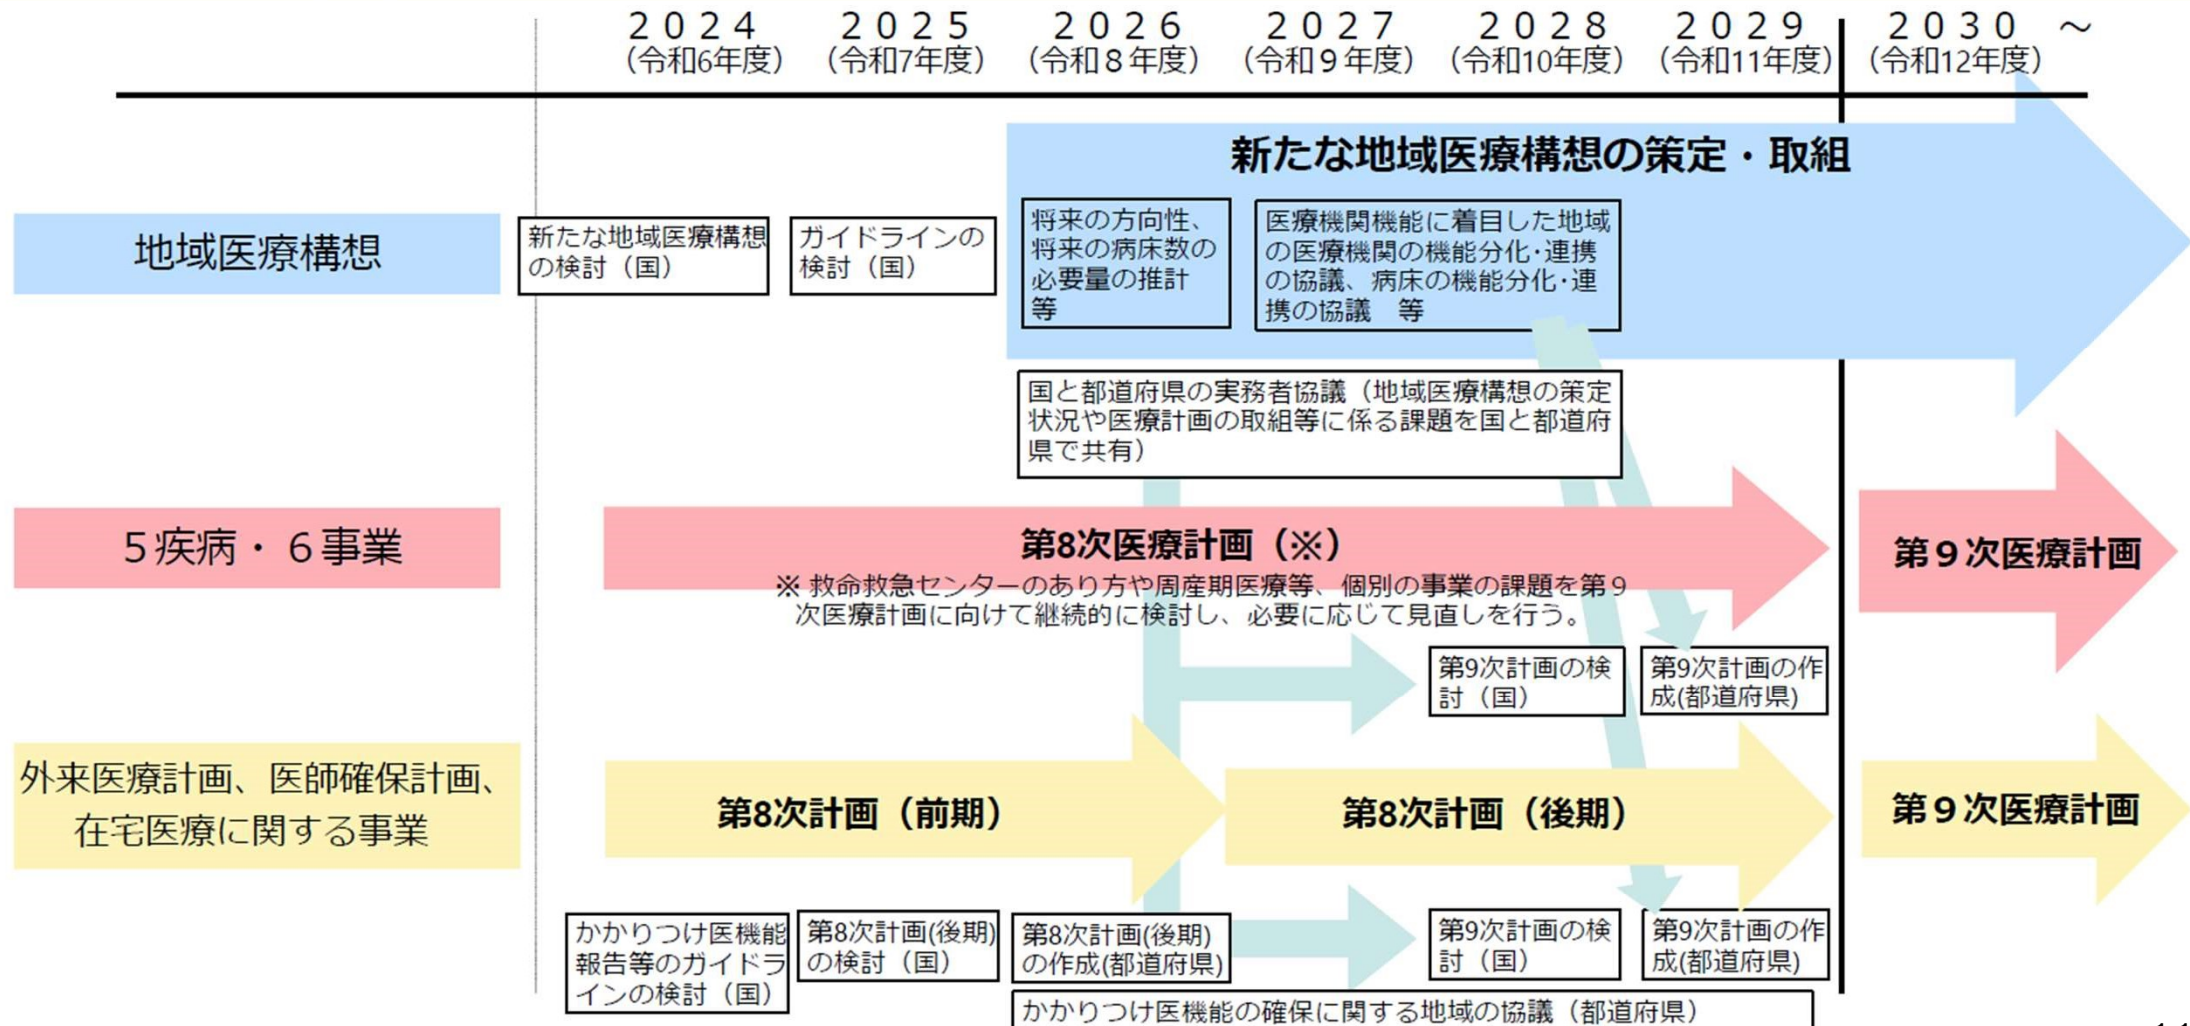 ２０２４
２０２５
２０２６
２０２７
２０２８
２０２９
２０３０　～
（令和6年度）
（令和7年度）
（令和８年度）
（令和９年度）
（令和10年度）
（令和11年度）
（令和12年度）
新たな地域医療構想の策定・取組
地域医療構想
新たな地域医療構想
の検討（国）
ガイドラインの
検討（国）
将来の方向性、
将来の病床数の
必要量の推計
等
医療機関機能に着目した地域
の医療機関の機能分化･連携
の協議、病床の機能分化･連
携の協議　等
国と都道府県の実務者協議（地域医療構想の策定
状況や医療計画の取組等に係る課題を国と都道府
県で共有）
５疾病・６事業
第8次医療計画（※）
※ 救命救急センターのあり方や周産期医療等、個別の事業の課題を第９
次医療計画に向けて継続的に検討し、必要に応じて見直しを行う。
第９次医療計画
第9次計画の検
討（国）
第9次計画の作
成(都道府県)
外来医療計画、医師確保計画、
在宅医療に関する事業
第8次計画（前期）
第8次計画（後期）
第９次医療計画
かかりつけ医機能
報告等のガイドラ
インの検討（国）
第8次計画(後期)
の検討（国）
第8次計画(後期)
の作成(都道府県)
第9次計画の検
討（国）
第9次計画の作
成(都道府県)
かかりつけ医機能の確保に関する地域の協議（都道府県）